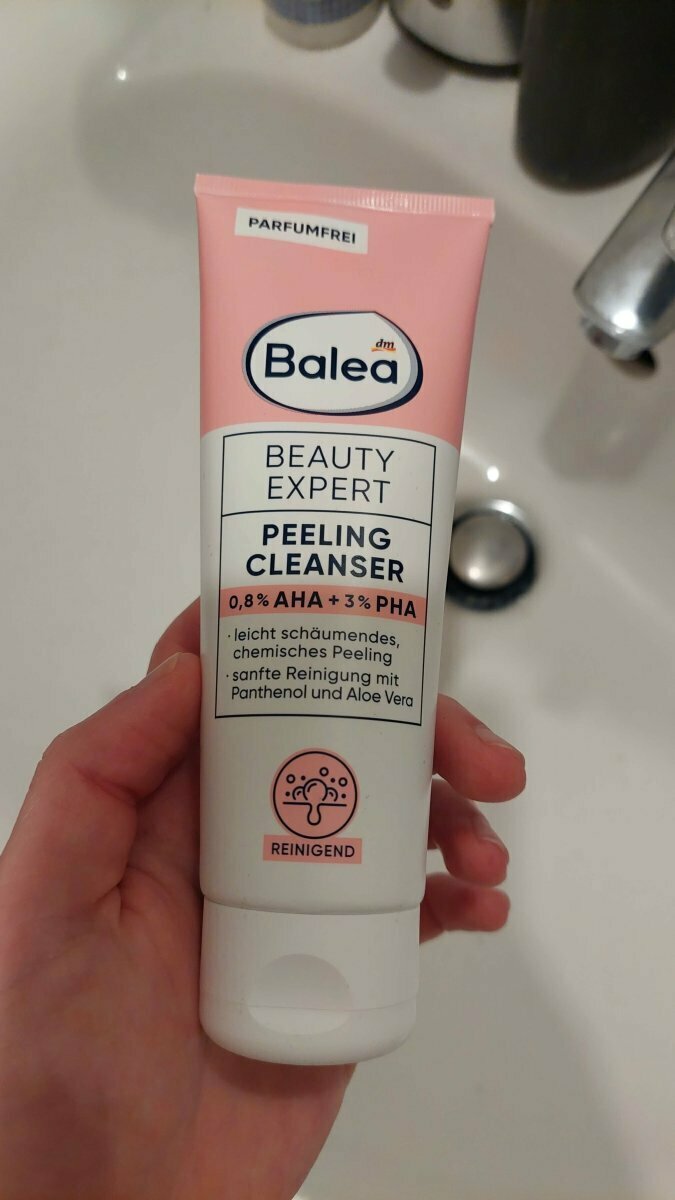 PARFUMFREI
dm
Balea
BEAUTY
EXPERT
PEELING
CLEANSER
0,8% AHA + 3% PHA
· leicht schäumendes,
chemisches Peeling
· sanfte Reinigung mit
Panthenol und Aloe Vera
REINIGEND